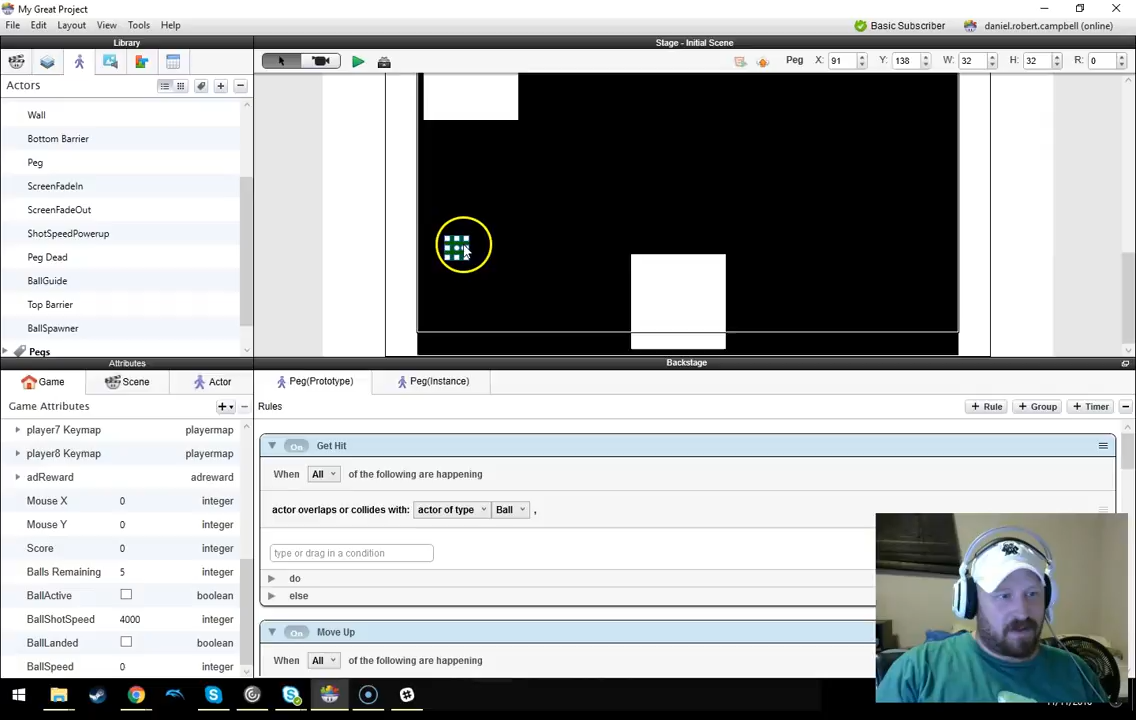 My Great Project
File Edit Layout View Tools Help
Basic Subscriber daniel.robert.campbell (online)
Library
Stage - Initial Scene
Peg X: 91 Y: 138 W: 32 H: 32 R: 0
Actors
Wall
Bottom Barrier
Peg
ScreenFadeIn
ScreenFadeOut
ShotSpeedPowerup
Peg Dead
BallGuide
Top Barrier
BallSpawner
Pegs
Attributes
Backstage
Game Scene Actor
Peg(Prototype) Peg(Instance)
Game Attributes
Rules
+ Rule + Group + Timer
player7 Keymap playermap
player8 Keymap playermap
adReward adreward
Mouse X 0 integer
Mouse Y 0 integer
Score 0 integer
Balls Remaining 5 integer
BallActive boolean
BallShotSpeed 4000 integer
BallLanded boolean
BallSpeed 0 integer
On Get Hit
When All of the following are happening
actor overlaps or collides with: actor of type Ball ,
type or drag in a condition
do
else
On Move Up
When All of the following are happening